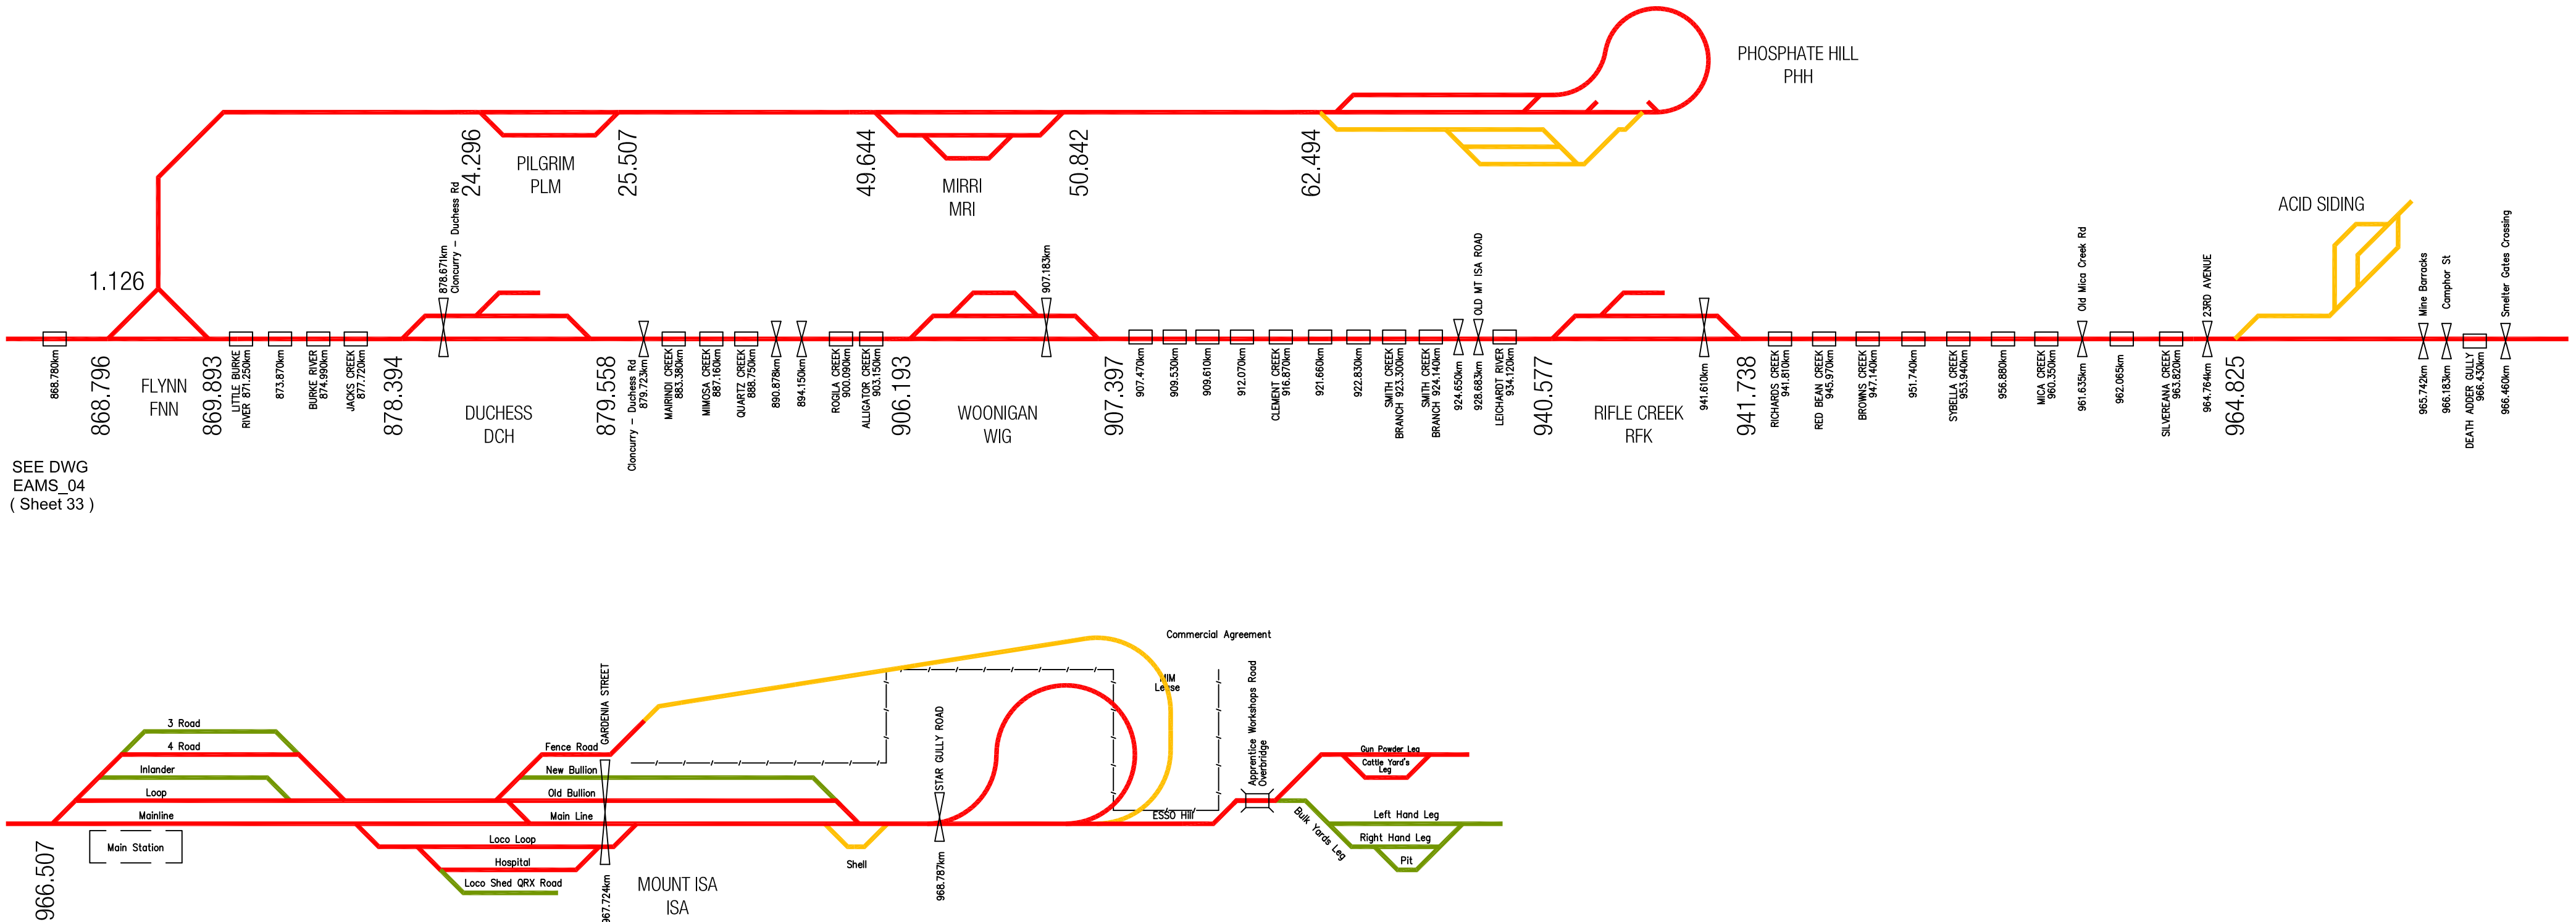 PHOSPHATE HILL
PHH
24.296
PILGRIM
PLM
25.507
49.644
MIRRI
MRI
50.842
62.494
ACID SIDING
1.126
868.780km
868.796
FLYNN
FNN
869.893
LITTLE BURKE
RIVER 871.250km
873.870km
BURKE RIVER
874.990km
JACKS CREEK
877.720km
878.394
878.671km
Cloncurry - Duchess Rd
DUCHESS
DCH
879.558
Cloncurry - Duchess Rd
879.723km
MAIRINDI CREEK
883.380km
MIMOSA CREEK
887.160km
QUARTZ CREEK
888.750km
890.878km
894.150km
ROGILA CREEK
900.090km
ALLIGATOR CREEK
903.150km
906.193
WOONIGAN
WIG
907.183km
907.397
907.470km
909.530km
909.610km
912.070km
CLEMENT CREEK
916.870km
921.660km
922.830km
SMITH CREEK
BRANCH 923.300km
SMITH CREEK
BRANCH 924.140km
924.650km
OLD MT ISA ROAD
928.683km
LEICHARDT RIVER
934.120km
940.577
RIFLE CREEK
RFK
941.610km
941.738
RICHARDS CREEK
941.810km
RED BEAN CREEK
945.970km
BROWNS CREEK
947.140km
951.740km
SYBELLA CREEK
953.940km
956.880km
MICA CREEK
960.350km
Old Mica Creek Rd
961.635km
962.065km
SILVEREANA CREEK
963.820km
23RD AVENUE
964.764km
964.825
Mine Barracks
965.742km
Camphor St
966.183km
DEATH ADDER GULLY
966.430km
Smelter Gates Crossing
966.460km
SEE DWG
EAMS_04
( Sheet 33 )
966.507
3 Road
4 Road
Inlander
Loop
Mainline
Main Station
GARDENIA STREET
Fence Road
New Bullion
Old Bullion
Main Line
Loco Loop
Hospital
Loco Shed QRX Road
967.724km
MOUNT ISA
ISA
Shell
STAR GULLY ROAD
968.787km
Commercial Agreement
MIM
Lease
ESSO Hill
Apprentice Workshops Road
Overbridge
Gun Powder Leg
Cattle Yard's
Leg
Bulk Yards Leg
Left Hand Leg
Right Hand Leg
Pit